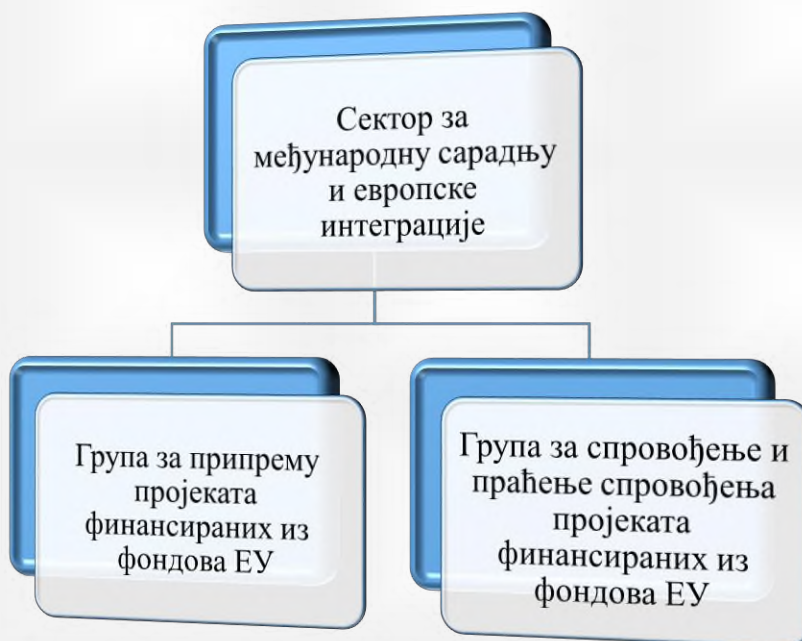 Сектор за
међународну сарадњу
и европске
интеграције
Група за припрему
пројеката
финансираних из
фондова ЕУ
Група за спровођење и
праћење спровођења
пројеката
финансираних из
фондова ЕУ